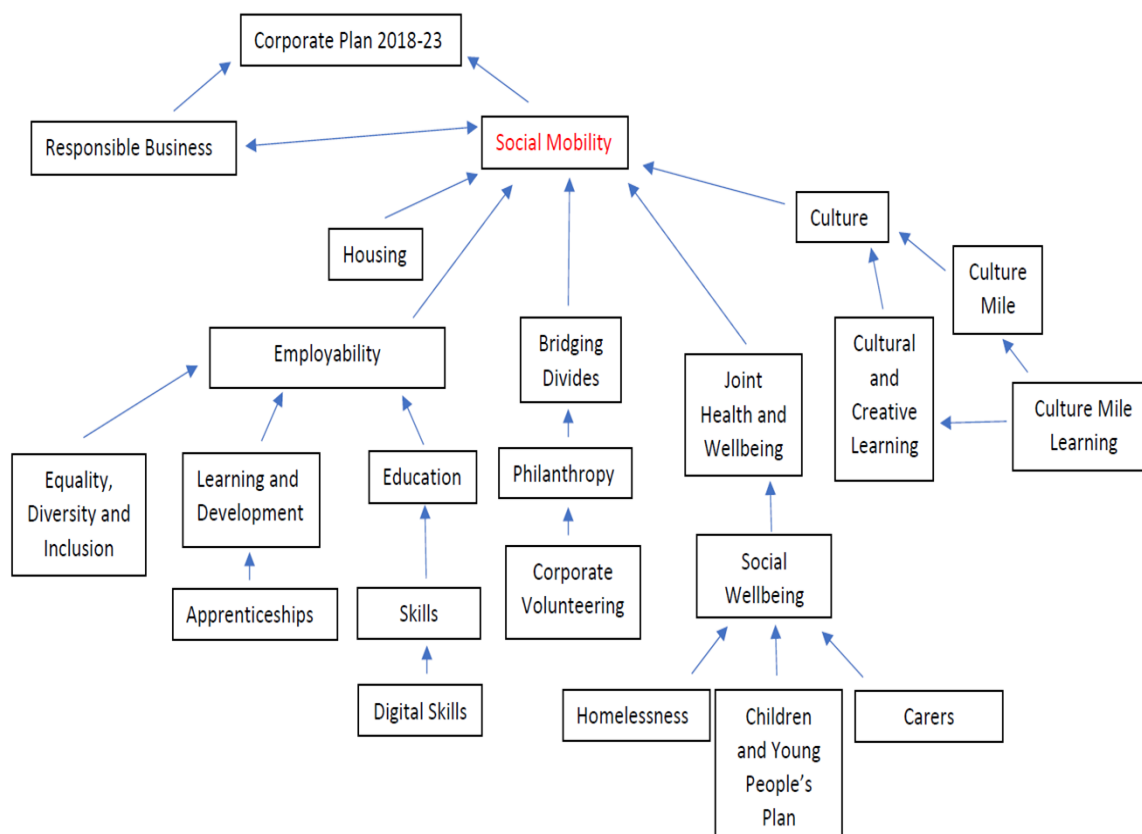 Corporate Plan 2018-23
Responsible Business
Social Mobility
Culture
Housing
Culture
Mile
Employability
Bridging
Divides
Joint
Health and
Wellbeing
Cultural
and
Creative
Learning
Culture Mile
Learning
Equality,
Diversity and
Inclusion
Learning and
Development
Education
Philanthropy
Apprenticeships
Skills
Corporate
Volunteering
Social
Wellbeing
Digital Skills
Homelessness
Children
and Young
People’s
Plan
Carers